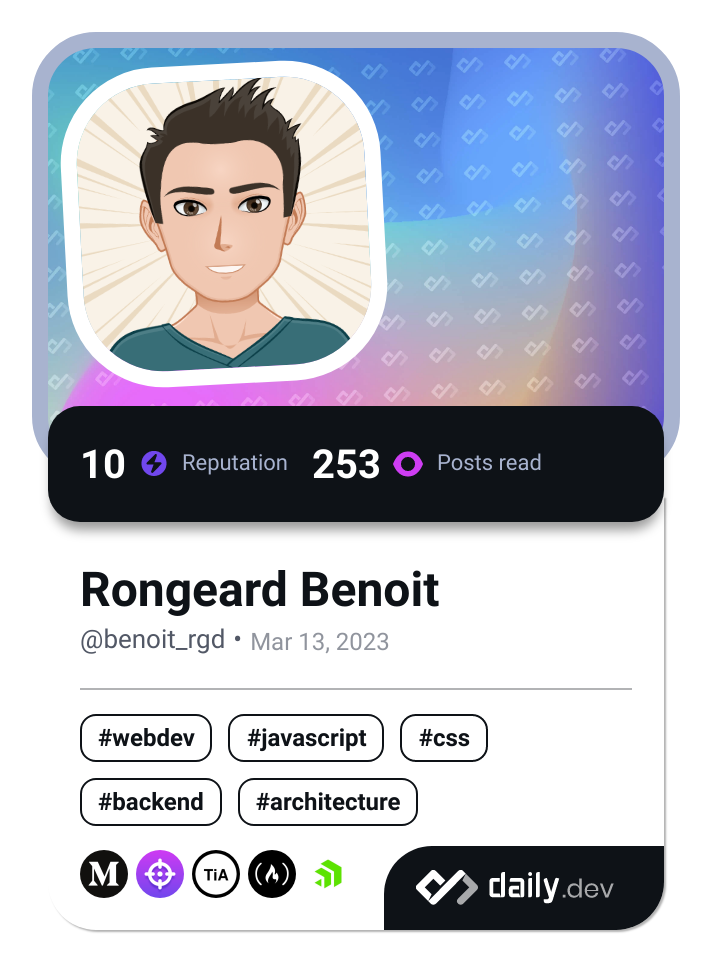 10 Reputation 253 Posts read
Rongeard Benoit
@benoit_rgd • Mar 13, 2023
#webdev #javascript #css
#backend #architecture
M TiA
daily.dev